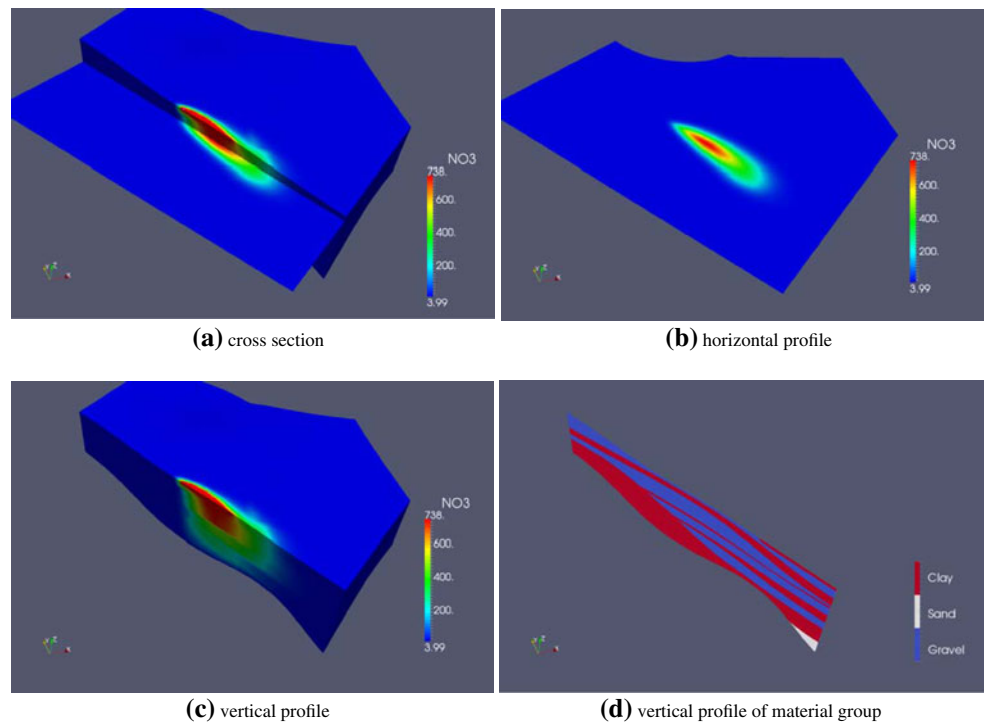 NO3
738.
600.
400.
200.
3.99
(a) cross section
NO3
738.
600.
400.
200.
3.99
(b) horizontal profile
NO3
738.
600.
400.
200.
3.99
(c) vertical profile
Clay
Sand
Gravel
(d) vertical profile of material group